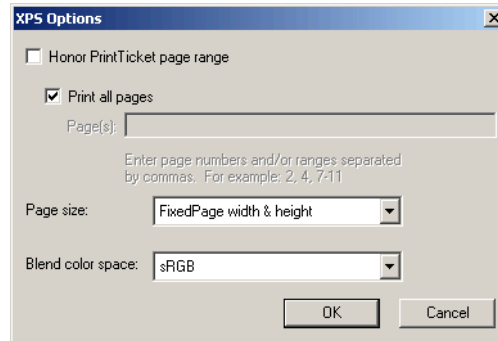 XPS Options
Honor PrintTicket page range
Print all pages
Page(s):
Enter page numbers and/or ranges separated
by commas. For example: 2, 4, 7-11
Page size: FixedPage width & height
Blend color space: sRGB
OK Cancel